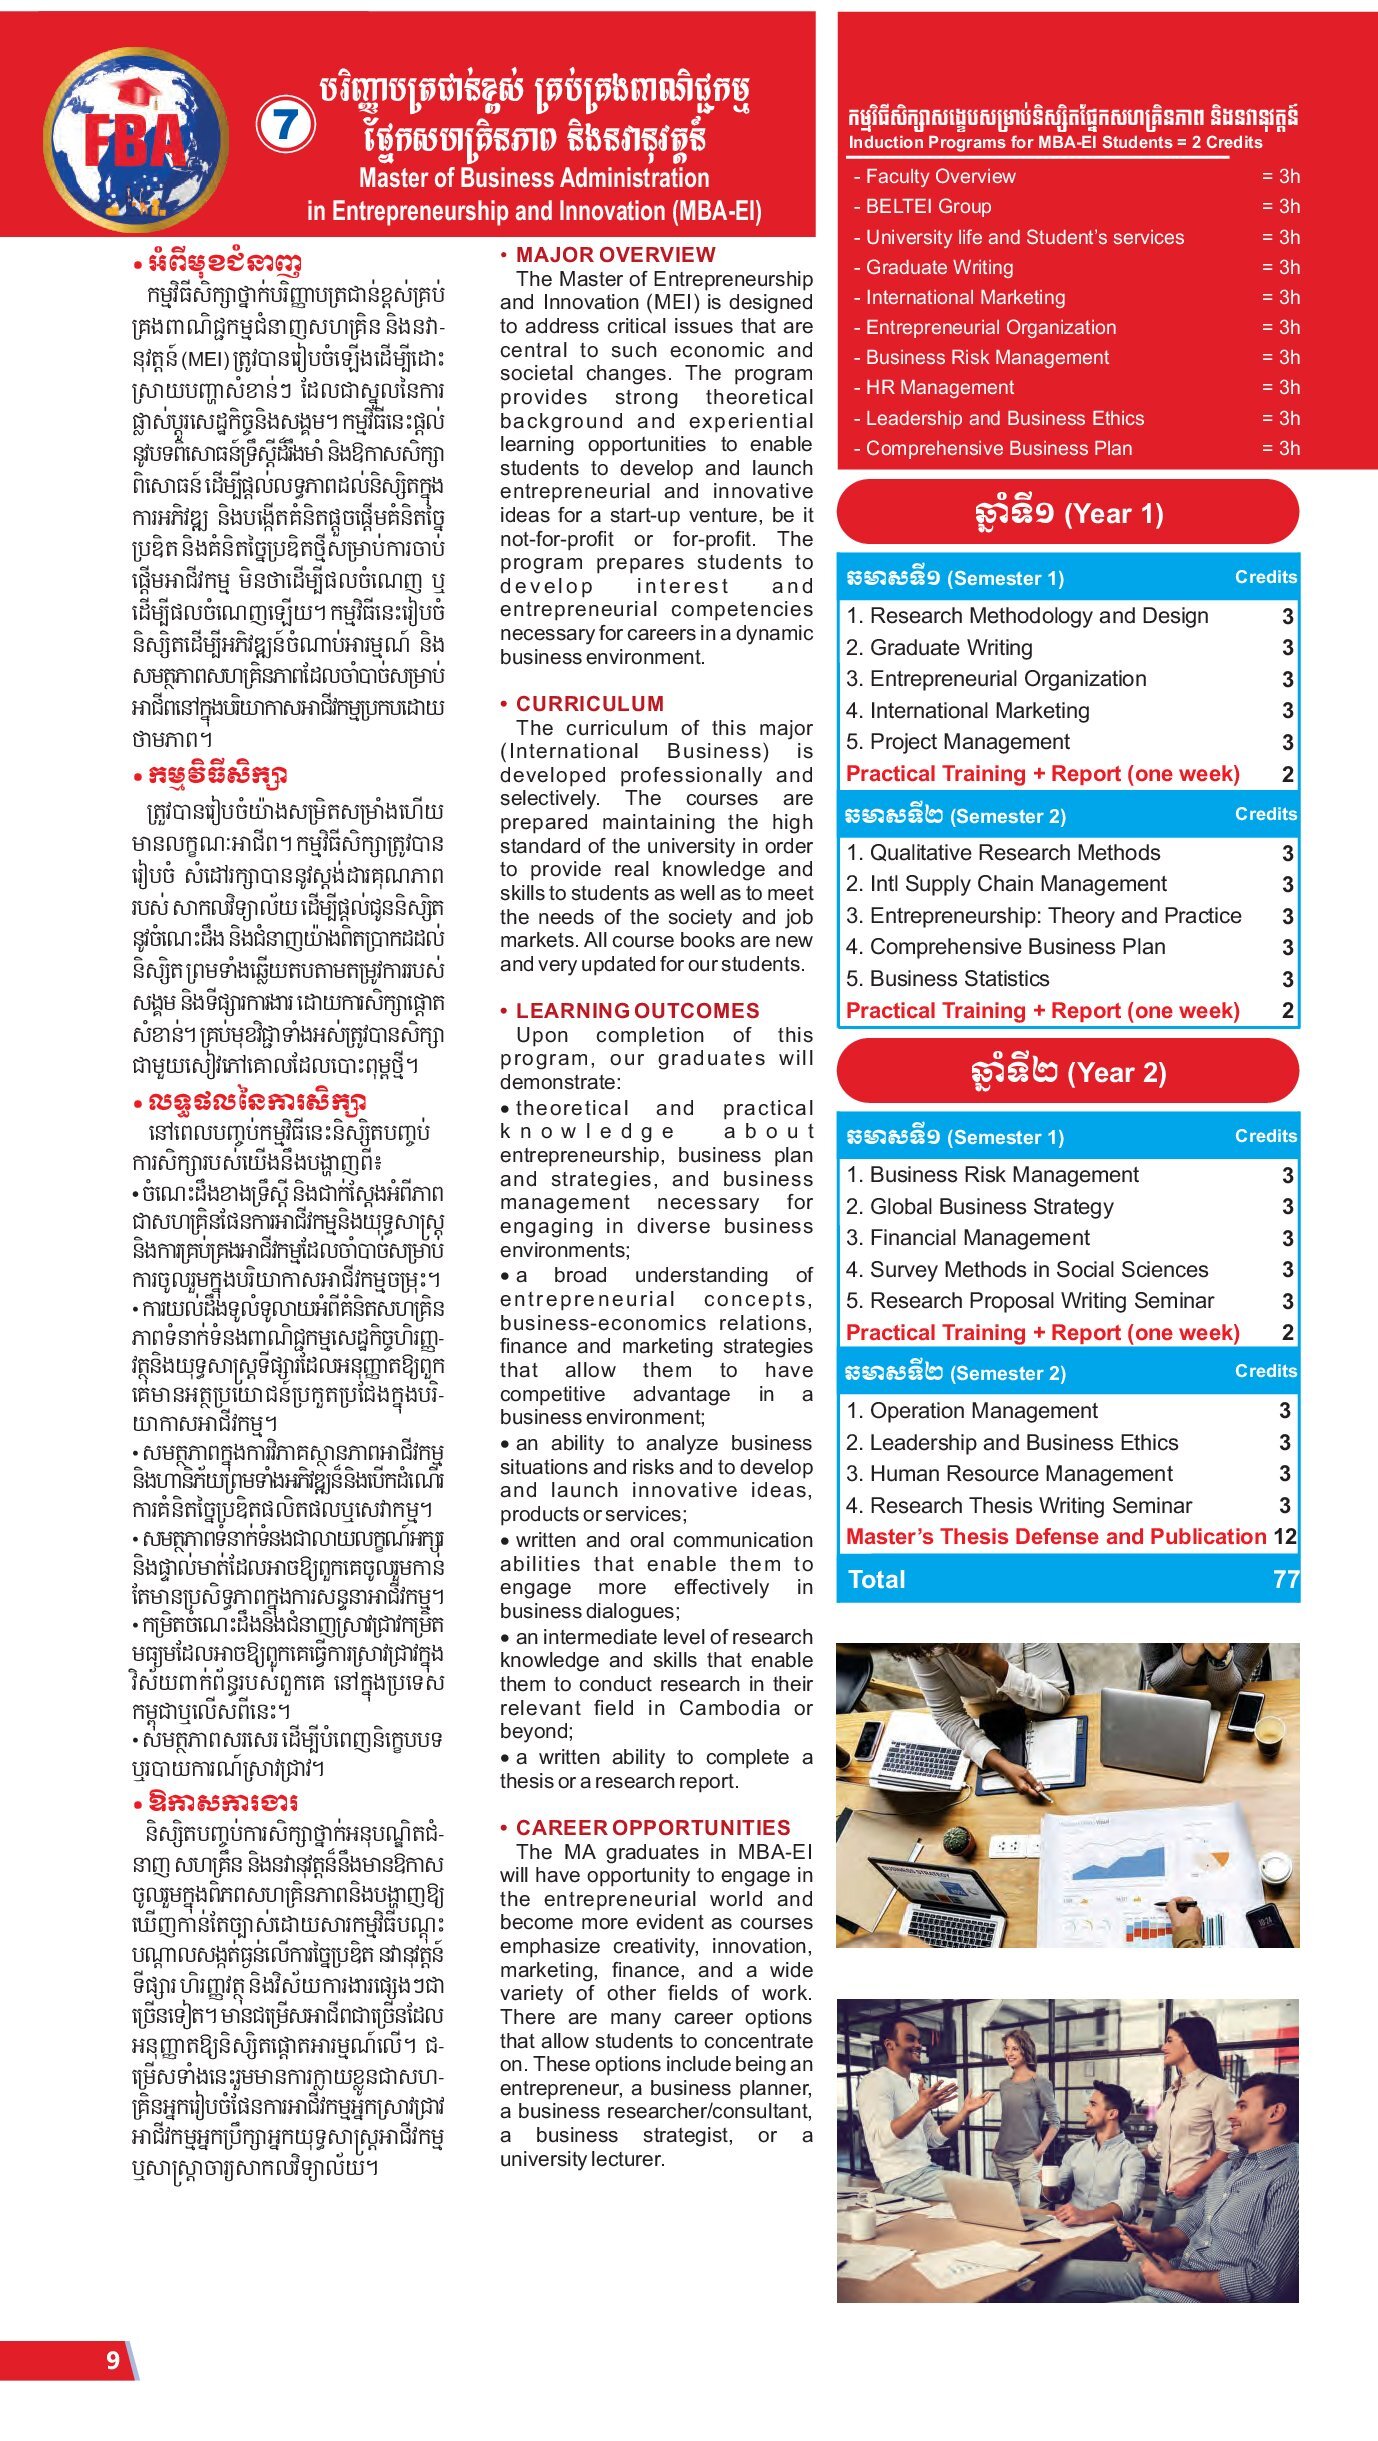 FBA
7
បរិញ្ញាបត្រជាន់ខ្ពស់ គ្រប់គ្រងពាណិជ្ជកម្ម
ផ្នែកសហគ្រិនភាព និងនវានុវត្តន៍
Master of Business Administration
in Entrepreneurship and Innovation (MBA-EI)
• អំពីមុខជំនាញ
កម្មវិធីសិក្សាថ្នាក់បរិញ្ញាបត្រជាន់ខ្ពស់គ្រប់
គ្រងពាណិជ្ជកម្មជំនាញសហគ្រិន និងនវា-
នុវត្តន៍ (MEI) ត្រូវបានរៀបចំឡើងដើម្បីដោះ
ស្រាយបញ្ហាសំខាន់ៗ ដែលជាស្នូលនៃការ
ផ្លាស់ប្តូរសេដ្ឋកិច្ចនិងសង្គម។ កម្មវិធីនេះផ្តល់
នូវបទពិសោធន៍ទ្រឹស្តីដ៏រឹងមាំ និងឱកាសសិក្សា
ពិសោធន៍ ដើម្បីផ្តល់លទ្ធភាពដល់និស្សិតក្នុង
ការអភិវឌ្ឍ និងបង្កើតគំនិតផ្តួចផ្តើមគំនិតច្នៃ
ប្រឌិត និងគំនិតច្នៃប្រឌិតថ្មីសម្រាប់ការចាប់
ផ្តើមអាជីវកម្ម មិនថាដើម្បីផលចំណេញ ឬ
ដើម្បីផលចំណេញឡើយ។ កម្មវិធីនេះរៀបចំ
និស្សិតដើម្បីអភិវឌ្ឍន៍ចំណាប់អារម្មណ៍ និង
សមត្ថភាពសហគ្រិនភាពដែលចាំបាច់សម្រាប់
អាជីពនៅក្នុងបរិយាកាសអាជីវកម្មប្រកបដោយ
ថាមភាព។
• កម្មវិធីសិក្សា
ត្រូវបានរៀបចំយ៉ាងសម្រិតសម្រាំងហើយ
មានលក្ខណៈអាជីព។ កម្មវិធីសិក្សាត្រូវបាន
រៀបចំ សំដៅរក្សាបាននូវស្តង់ដារគុណភាព
របស់ សាកលវិទ្យាល័យ ដើម្បីផ្តល់ជូននិស្សិត
នូវចំណេះដឹង និងជំនាញយ៉ាងពិតប្រាកដដល់
និស្សិត ព្រមទាំងឆ្លើយតបតាមតម្រូវការរបស់
សង្គម និងទីផ្សារការងារ ដោយការសិក្សាផ្តោត
សំខាន់។ គ្រប់មុខវិជ្ជាទាំងអស់ត្រូវបានសិក្សា
ជាមួយសៀវភៅគោលដែលបោះពុម្ពថ្មី។
• លទ្ធផលនៃការសិក្សា
នៅពេលបញ្ចប់កម្មវិធីនេះនិស្សិតបញ្ចប់
ការសិក្សារបស់យើងនឹងបង្ហាញពី៖
• ចំណេះដឹងខាងទ្រឹស្តី និងជាក់ស្តែងអំពីភាព
ជាសហគ្រិនផែនការអាជីវកម្មនិងយុទ្ធសាស្ត្រ
និងការគ្រប់គ្រងអាជីវកម្មដែលចាំបាច់សម្រាប់
ការចូលរួមក្នុងបរិយាកាសអាជីវកម្មចម្រុះ។
• ការយល់ដឹងទូលំទូលាយអំពីគំនិតសហគ្រិន
ភាពទំនាក់ទំនងពាណិជ្ជកម្មសេដ្ឋកិច្ចហិរញ្ញ-
វត្ថុនិងយុទ្ធសាស្ត្រទីផ្សារដែលអនុញ្ញាតឱ្យពួក
គេមានអត្ថប្រយោជន៍ប្រកួតប្រជែងក្នុងបរិ-
យាកាសអាជីវកម្ម។
• សមត្ថភាពក្នុងការវិភាគស្ថានភាពអាជីវកម្ម
និងហានិភ័យព្រមទាំងអភិវឌ្ឍន៍និងបើកដំណើរ
ការគំនិតច្នៃប្រឌិតផលិតផលឬសេវាកម្ម។
• សមត្ថភាពទំនាក់ទំនងជាលាយលក្ខណ៍អក្សរ
និងផ្ទាល់មាត់ដែលអាចឱ្យពួកគេចូលរួមកាន់
តែមានប្រសិទ្ធភាពក្នុងការសន្ទនាអាជីវកម្ម។
• កម្រិតចំណេះដឹងនិងជំនាញស្រាវជ្រាវកម្រិត
មធ្យមដែលអាចឱ្យពួកគេធ្វើការស្រាវជ្រាវក្នុង
វិស័យពាក់ព័ន្ធរបស់ពួកគេ នៅក្នុងប្រទេស
កម្ពុជាឬលើសពីនេះ។
• សមត្ថភាពសរសេរ ដើម្បីបំពេញនិក្ខេបបទ
ឬរបាយការណ៍ស្រាវជ្រាវ។
• ឱកាសការងារ
និស្សិតបញ្ចប់ការសិក្សាថ្នាក់អនុបណ្ឌិតជំ-
នាញ សហគ្រឹន និងនវានុវត្តន៍នឹងមានឱកាស
ចូលរួមក្នុងពិភពសហគ្រិនភាពនិងបង្ហាញឱ្យ
ឃើញកាន់តែច្បាស់ដោយសារកម្មវិធីបណ្តុះ
បណ្តាលសង្កត់ធ្ងន់លើការច្នៃប្រឌិត នវានុវត្តន៍
ទីផ្សារ ហិរញ្ញវត្ថុ និងវិស័យការងារផ្សេងៗជា
ច្រើនទៀត។ មានជម្រើសអាជីពជាច្រើនដែល
អនុញ្ញាតឱ្យនិស្សិតផ្តោតអារម្មណ៍លើ។ ជ-
ម្រើសទាំងនេះរួមមានការក្លាយខ្លួនជាសហ-
គ្រិនអ្នករៀបចំផែនការអាជីវកម្មអ្នកស្រាវជ្រាវ
អាជីវកម្មអ្នកប្រឹក្សាអ្នកយុទ្ធសាស្ត្រអាជីវកម្ម
ឬសាស្ត្រាចារ្យសាកលវិទ្យាល័យ។
• MAJOR OVERVIEW
The Master of Entrepreneurship
and Innovation (MEI) is designed
to address critical issues that are
central to such economic and
societal changes. The program
provides strong theoretical
background and experiential
learning opportunities to enable
students to develop and launch
entrepreneurial and innovative
ideas for a start-up venture, be it
not-for-profit or for-profit. The
program prepares students to
develop interest and
entrepreneurial competencies
necessary for careers in a dynamic
business environment.
• CURRICULUM
The curriculum of this major
(International Business) is
developed professionally and
selectively. The courses are
prepared maintaining the high
standard of the university in order
to provide real knowledge and
skills to students as well as to meet
the needs of the society and job
markets. All course books are new
and very updated for our students.
• LEARNING OUTCOMES
Upon completion of this
program, our graduates will
demonstrate:
• theoretical and practical
knowledge about
entrepreneurship, business plan
and strategies, and business
management necessary for
engaging in diverse business
environments;
• a broad understanding of
entrepreneurial concepts,
business-economics relations,
finance and marketing strategies
that allow them to have
competitive advantage in a
business environment;
• an ability to analyze business
situations and risks and to develop
and launch innovative ideas,
products or services;
• written and oral communication
abilities that enable them to
engage more effectively in
business dialogues;
• an intermediate level of research
knowledge and skills that enable
them to conduct research in their
relevant field in Cambodia or
beyond;
• a written ability to complete a
thesis or a research report.
• CAREER OPPORTUNITIES
The MA graduates in MBA-EI
will have opportunity to engage in
the entrepreneurial world and
become more evident as courses
emphasize creativity, innovation,
marketing, finance, and a wide
variety of other fields of work.
There are many career options
that allow students to concentrate
on. These options include being an
entrepreneur, a business planner,
a business researcher/consultant,
a business strategist, or a
university lecturer.
កម្មវិធីសិក្សាសង្ខេបសម្រាប់និស្សិតផ្នែកសហគ្រិនភាព និងនវានុវត្តន៍
Induction Programs for MBA-EI Students = 2 Credits
- Faculty Overview = 3h
- BELTEI Group = 3h
- University life and Student's services = 3h
- Graduate Writing = 3h
- International Marketing = 3h
- Entrepreneurial Organization = 3h
- Business Risk Management = 3h
- HR Management = 3h
- Leadership and Business Ethics = 3h
- Comprehensive Business Plan = 3h
ឆ្នាំទី១ (Year 1)
ឆមាសទី១ (Semester 1) Credits
1. Research Methodology and Design 3
2. Graduate Writing 3
3. Entrepreneurial Organization 3
4. International Marketing 3
5. Project Management 3
Practical Training + Report (one week) 2
ឆមាសទី២ (Semester 2) Credits
1. Qualitative Research Methods 3
2. Intl Supply Chain Management 3
3. Entrepreneurship: Theory and Practice 3
4. Comprehensive Business Plan 3
5. Business Statistics 3
Practical Training + Report (one week) 2
ឆ្នាំទី២ (Year 2)
ឆមាសទី១ (Semester 1) Credits
1. Business Risk Management 3
2. Global Business Strategy 3
3. Financial Management 3
4. Survey Methods in Social Sciences 3
5. Research Proposal Writing Seminar 3
Practical Training + Report (one week) 2
ឆមាសទី២ (Semester 2) Credits
1. Operation Management 3
2. Leadership and Business Ethics 3
3. Human Resource Management 3
4. Research Thesis Writing Seminar 3
Master's Thesis Defense and Publication 12
Total 77
BUSINESS STRATEGY
9